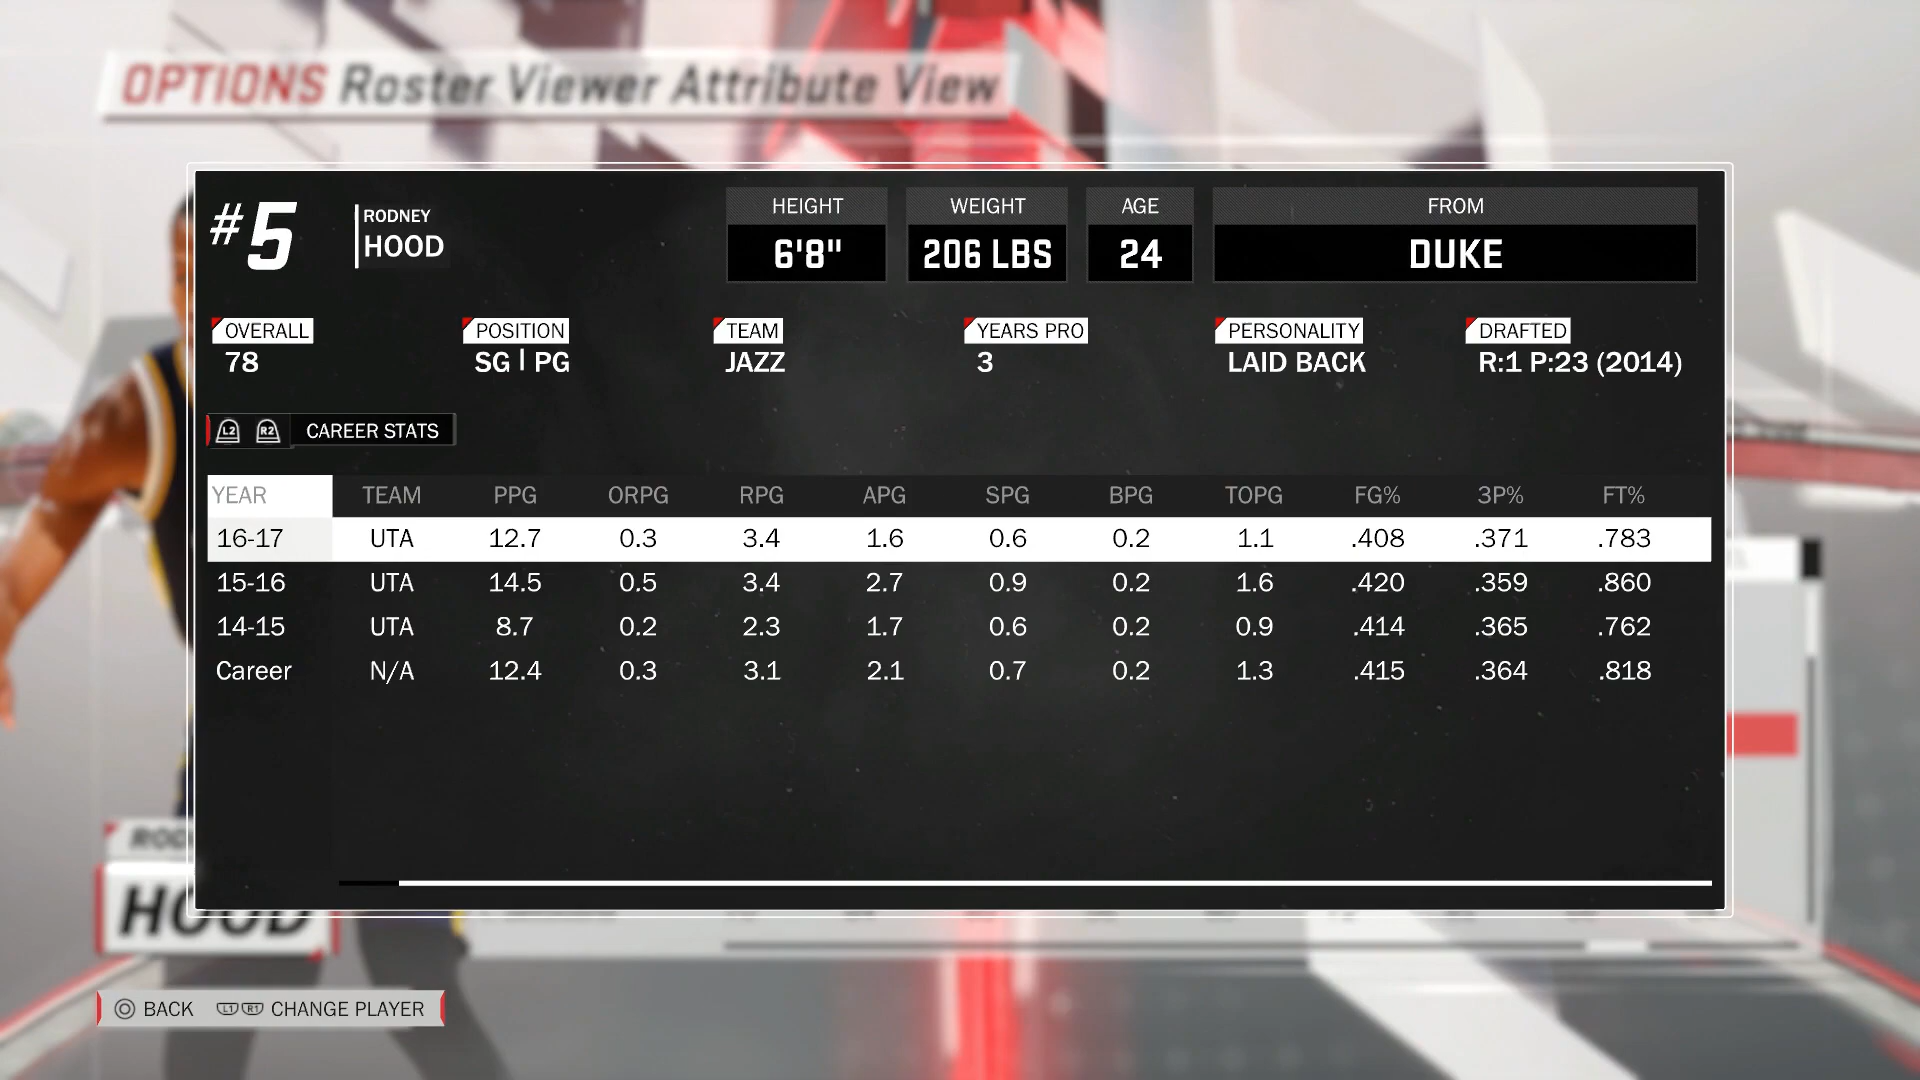 OPTIONS Roster Viewer Attribute View
#5
RODNEY
HOOD
HEIGHT
6'8"
WEIGHT
206 LBS
AGE
24
FROM
DUKE
OVERALL
78
POSITION
SG | PG
TEAM
JAZZ
YEARS PRO
3
PERSONALITY
LAID BACK
DRAFTED
R:1 P:23 (2014)
L2 R2 CAREER STATS
YEAR TEAM PPG ORPG RPG APG SPG BPG TOPG FG% 3P% FT%
16-17 UTA 12.7 0.3 3.4 1.6 0.6 0.2 1.1 .408 .371 .783
15-16 UTA 14.5 0.5 3.4 2.7 0.9 0.2 1.6 .420 .359 .860
14-15 UTA 8.7 0.2 2.3 1.7 0.6 0.2 0.9 .414 .365 .762
Career N/A 12.4 0.3 3.1 2.1 0.7 0.2 1.3 .415 .364 .818
ROD
HOOD
BACK L1 R1 CHANGE PLAYER